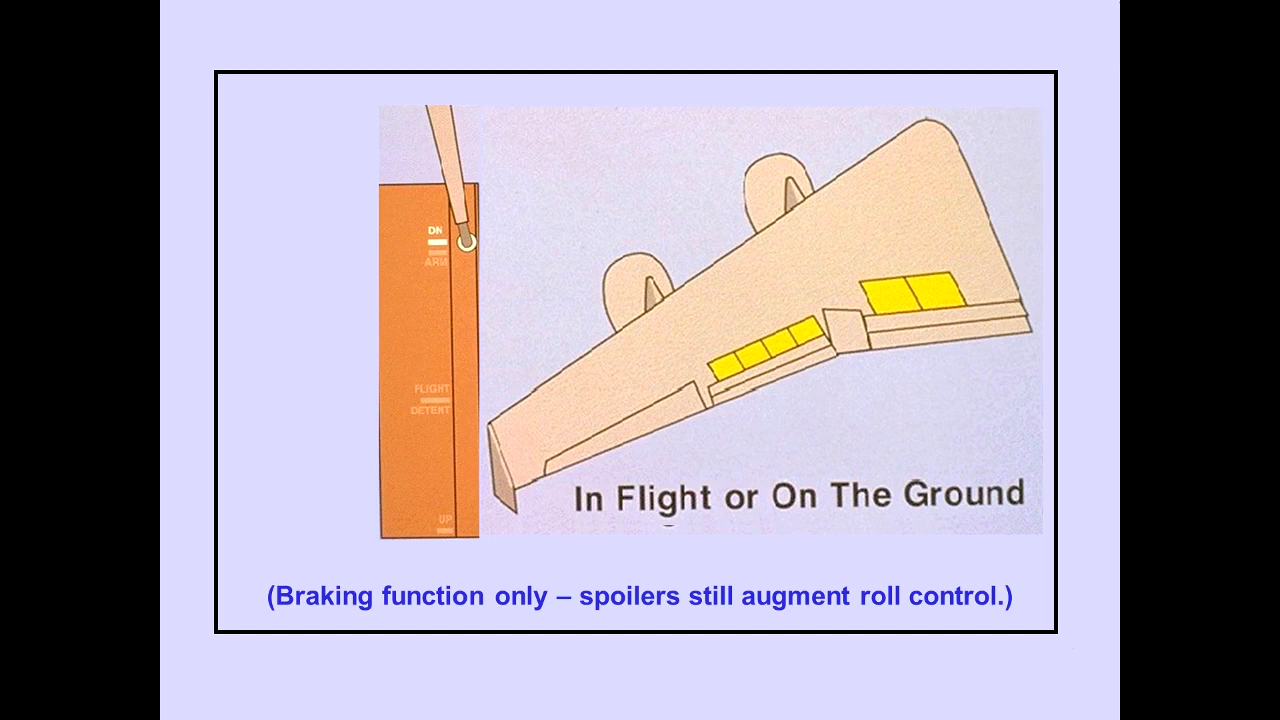 DN
ARM
FLIGHT
DETENT
UP
In Flight or On The Ground
(Braking function only – spoilers still augment roll control.)